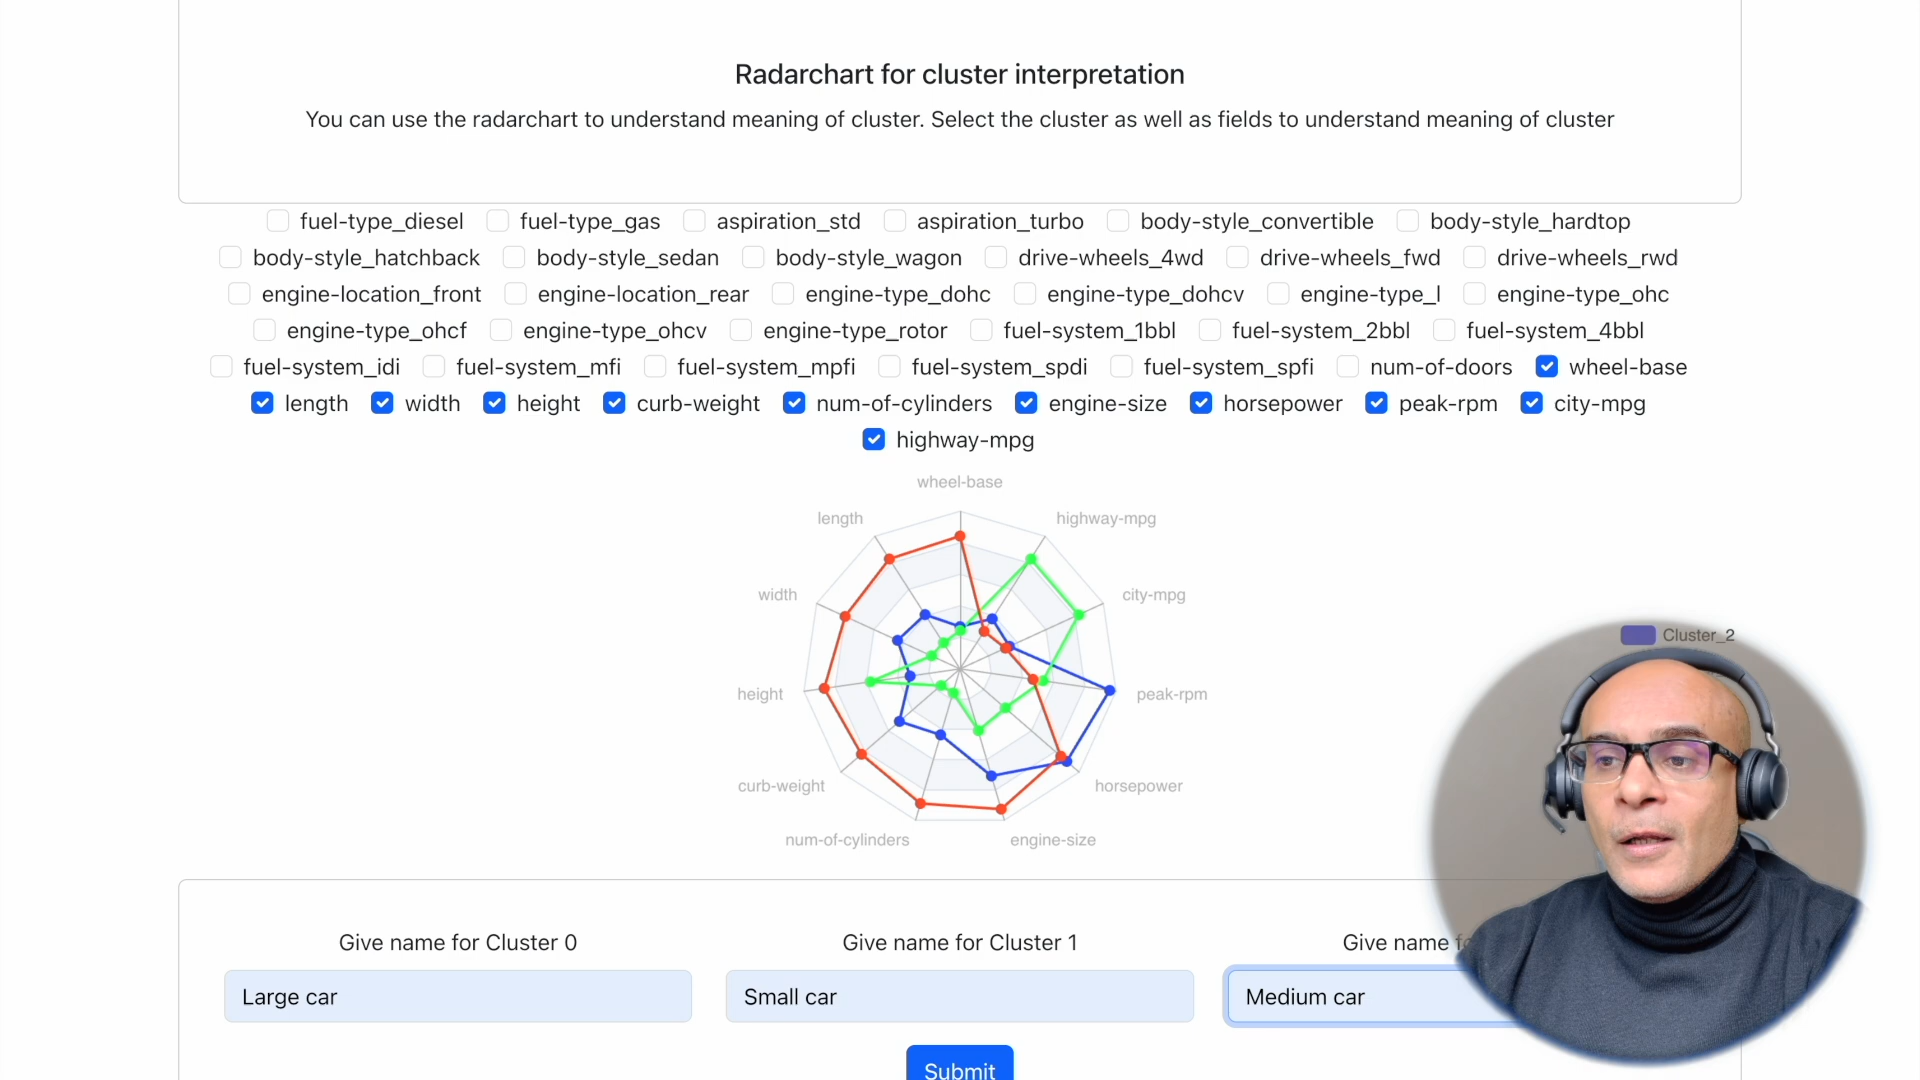 Radarchart for cluster interpretation
You can use the radarchart to understand meaning of cluster. Select the cluster as well as fields to understand meaning of cluster
fuel-type_diesel fuel-type_gas aspiration_std aspiration_turbo body-style_convertible body-style_hardtop
body-style_hatchback body-style_sedan body-style_wagon drive-wheels_4wd drive-wheels_fwd drive-wheels_rwd
engine-location_front engine-location_rear engine-type_dohc engine-type_dohcv engine-type_l engine-type_ohc
engine-type_ohcf engine-type_ohcv engine-type_rotor fuel-system_1bbl fuel-system_2bbl fuel-system_4bbl
fuel-system_idi fuel-system_mfi fuel-system_mpfi fuel-system_spdi fuel-system_spfi num-of-doors wheel-base
length width height curb-weight num-of-cylinders engine-size horsepower peak-rpm city-mpg
highway-mpg
wheel-base
length highway-mpg
width city-mpg
Cluster_2
height peak-rpm
curb-weight horsepower
num-of-cylinders engine-size
Give name for Cluster 0 Give name for Cluster 1 Give name
Large car Small car Medium car
Submit